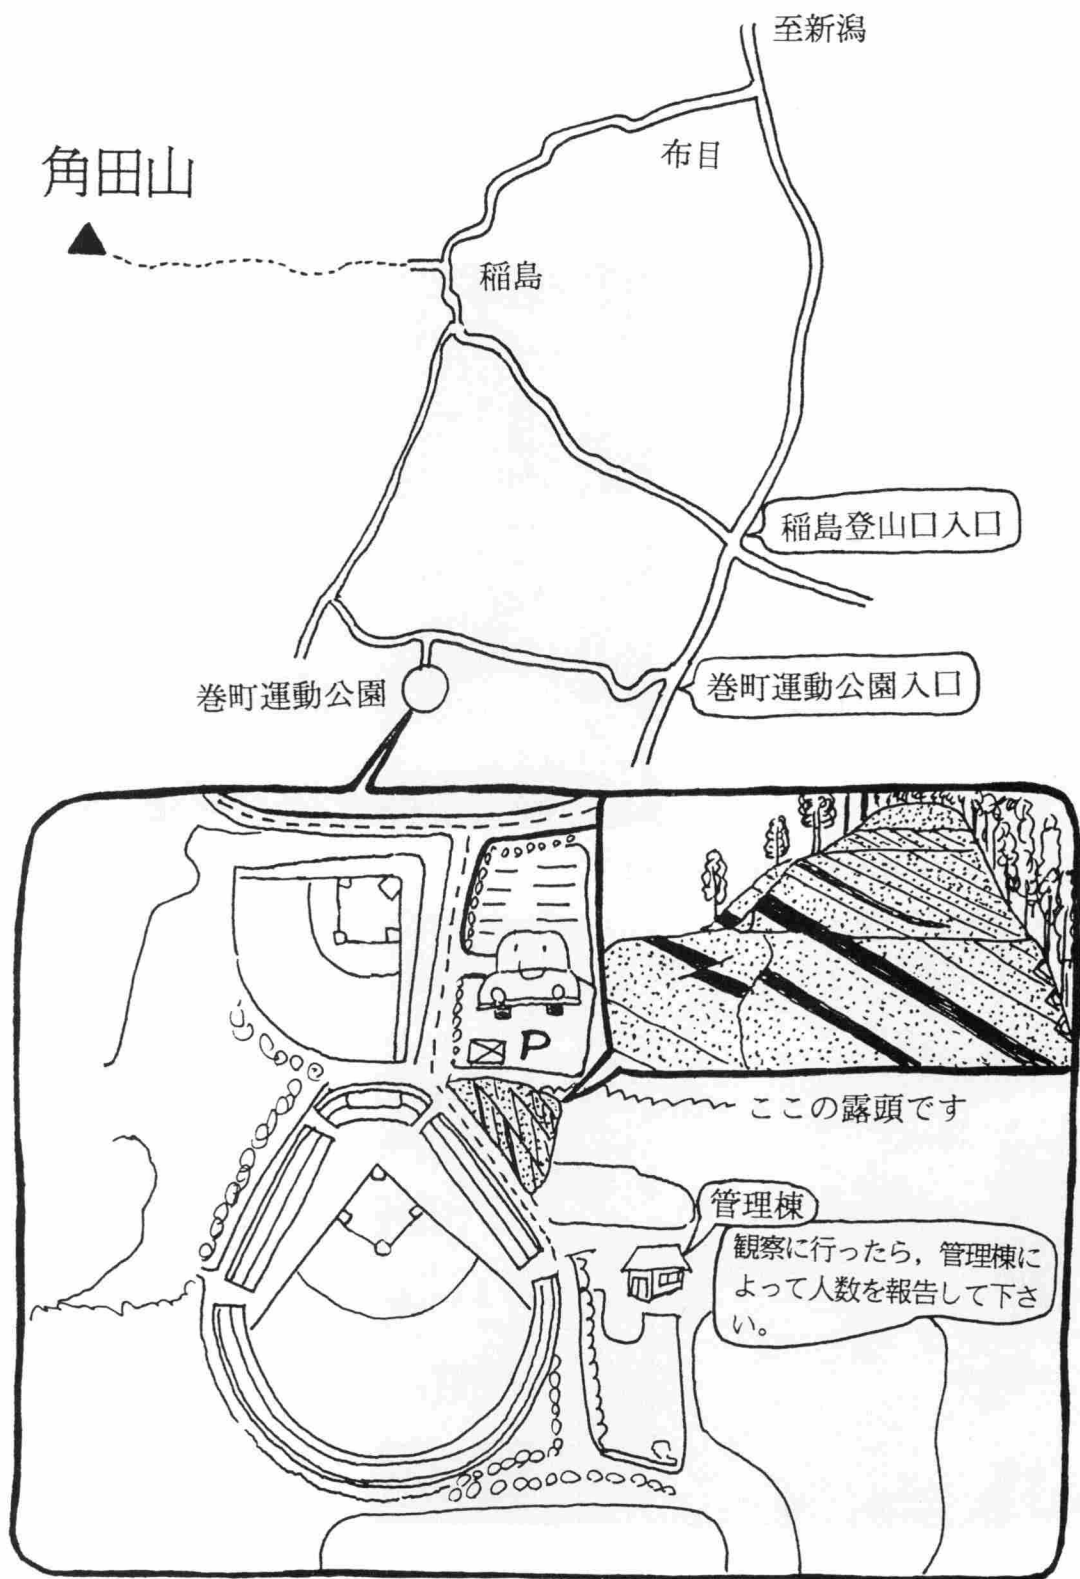 至新潟
布目
角田山
稲島
稲島登山口入口
巻町運動公園
巻町運動公園入口
P
ここの露頭です
管理棟
観察に行ったら，管理棟に
よって人数を報告して下さ
い。